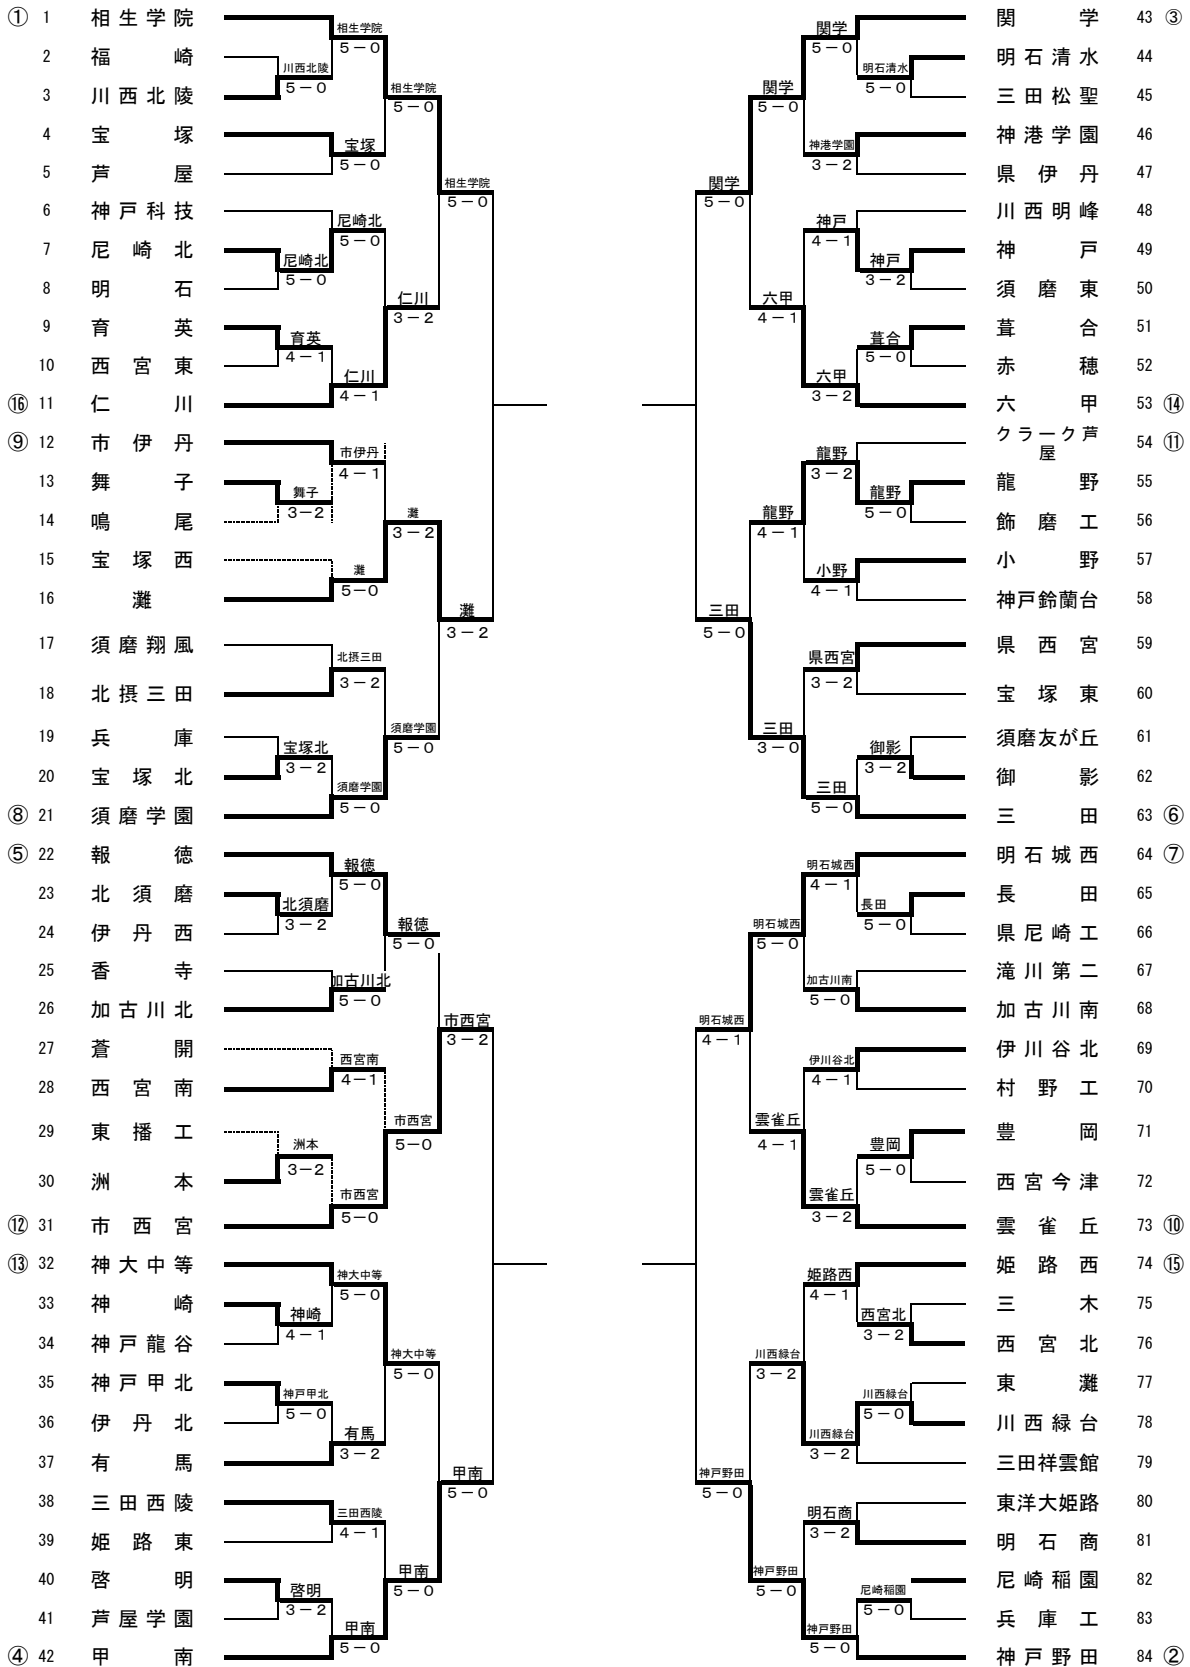 ① 1 相生学院
相生学院
5－0
2 福崎
川西北陵
5－0
3 川西北陵
相生学院
5－0
4 宝塚
宝塚
5－0
5 芦屋
相生学院
5－0
6 神戸科技
尼崎北
5－0
7 尼崎北
尼崎北
5－0
8 明石
仁川
3－2
9 育英
育英
4－1
10 西宮東
仁川
4－1
⑯ 11 仁川
⑨ 12 市伊丹
市伊丹
4－1
13 舞子
舞子
3－2
14 鳴尾
灘
3－2
15 宝塚西
灘
5－0
16 灘
灘
3－2
17 須磨翔風
北摂三田
3－2
18 北摂三田
須磨学園
5－0
19 兵庫
宝塚北
3－2
20 宝塚北
須磨学園
5－0
⑧ 21 須磨学園
⑤ 22 報徳
報徳
5－0
23 北須磨
北須磨
3－2
24 伊丹西
報徳
5－0
25 香寺
加古川北
5－0
26 加古川北
市西宮
3－2
27 蒼開
西宮南
4－1
28 西宮南
市西宮
5－0
29 東播工
洲本
3－2
30 洲本
市西宮
5－0
⑫ 31 市西宮
⑬ 32 神大中等
神大中等
5－0
33 神崎
神崎
4－1
34 神戸龍谷
神大中等
5－0
35 神戸甲北
神戸甲北
5－0
36 伊丹北
有馬
3－2
37 有馬
甲南
5－0
38 三田西陵
三田西陵
4－1
39 姫路東
甲南
5－0
40 啓明
啓明
3－2
41 芦屋学園
甲南
5－0
④ 42 甲南
関学 43 ③
関学
5－0
明石清水 44
明石清水
5－0
三田松聖 45
関学
5－0
神港学園 46
神港学園
3－2
県伊丹 47
関学
5－0
川西明峰 48
神戸
4－1
神戸 49
神戸
3－2
須磨東 50
六甲
4－1
葺合 51
葺合
5－0
赤穂 52
六甲
3－2
六甲 53 ⑭
クラーク芦
屋 54 ⑪
龍野
3－2
龍野 55
龍野
5－0
飾磨工 56
龍野
4－1
小野 57
小野
4－1
神戸鈴蘭台 58
三田
5－0
県西宮 59
県西宮
3－2
宝塚東 60
三田
3－0
須磨友が丘 61
御影
3－2
御影 62
三田
5－0
三田 63 ⑥
明石城西 64 ⑦
明石城西
4－1
長田 65
長田
5－0
県尼崎工 66
明石城西
5－0
滝川第二 67
加古川南
5－0
加古川南 68
明石城西
4－1
伊川谷北 69
伊川谷北
4－1
村野工 70
雲雀丘
4－1
豊岡 71
豊岡
5－0
西宮今津 72
雲雀丘
3－2
雲雀丘 73 ⑩
姫路西 74 ⑮
姫路西
4－1
三木 75
西宮北
3－2
西宮北 76
川西緑台
3－2
東灘 77
川西緑台
5－0
川西緑台 78
川西緑台
3－2
三田祥雲館 79
神戸野田
5－0
東洋大姫路 80
明石商
3－2
明石商 81
神戸野田
5－0
尼崎稲園 82
尼崎稲園
5－0
兵庫工 83
神戸野田
5－0
神戸野田 84 ②